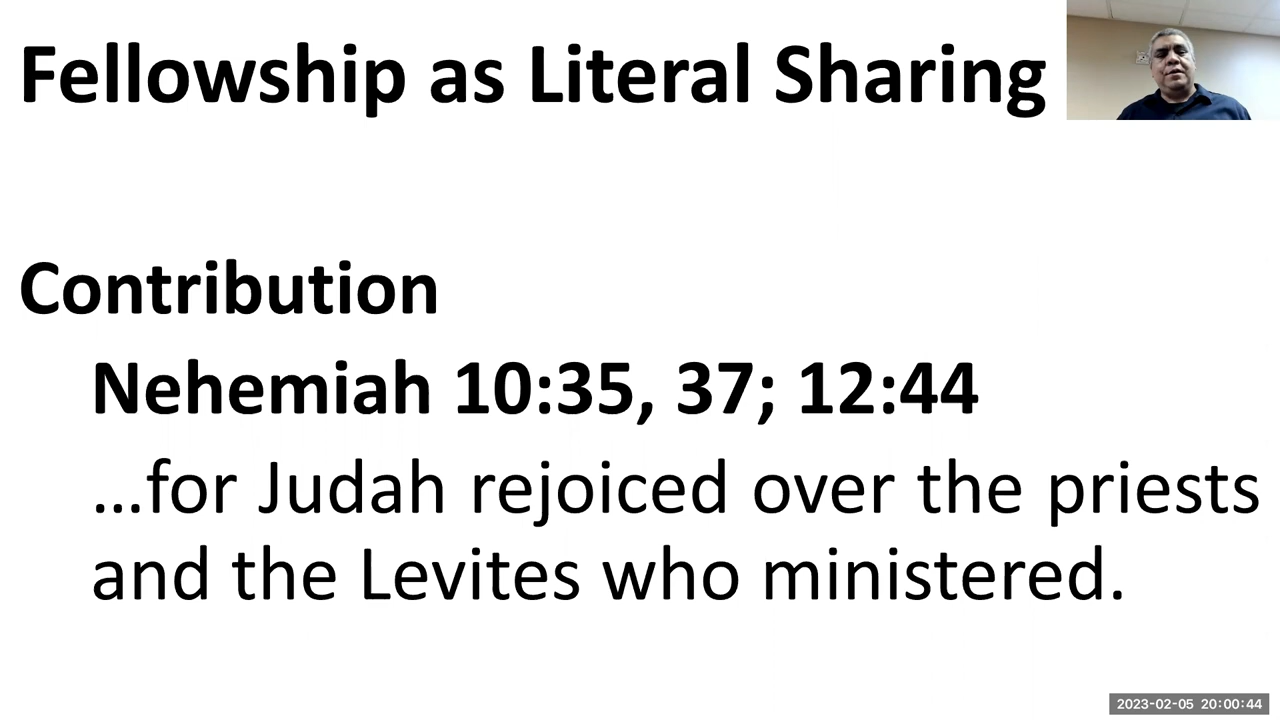 Fellowship as Literal Sharing
Contribution
Nehemiah 10:35, 37; 12:44
...for Judah rejoiced over the priests
and the Levites who ministered.
2023-02-05 20:00:44